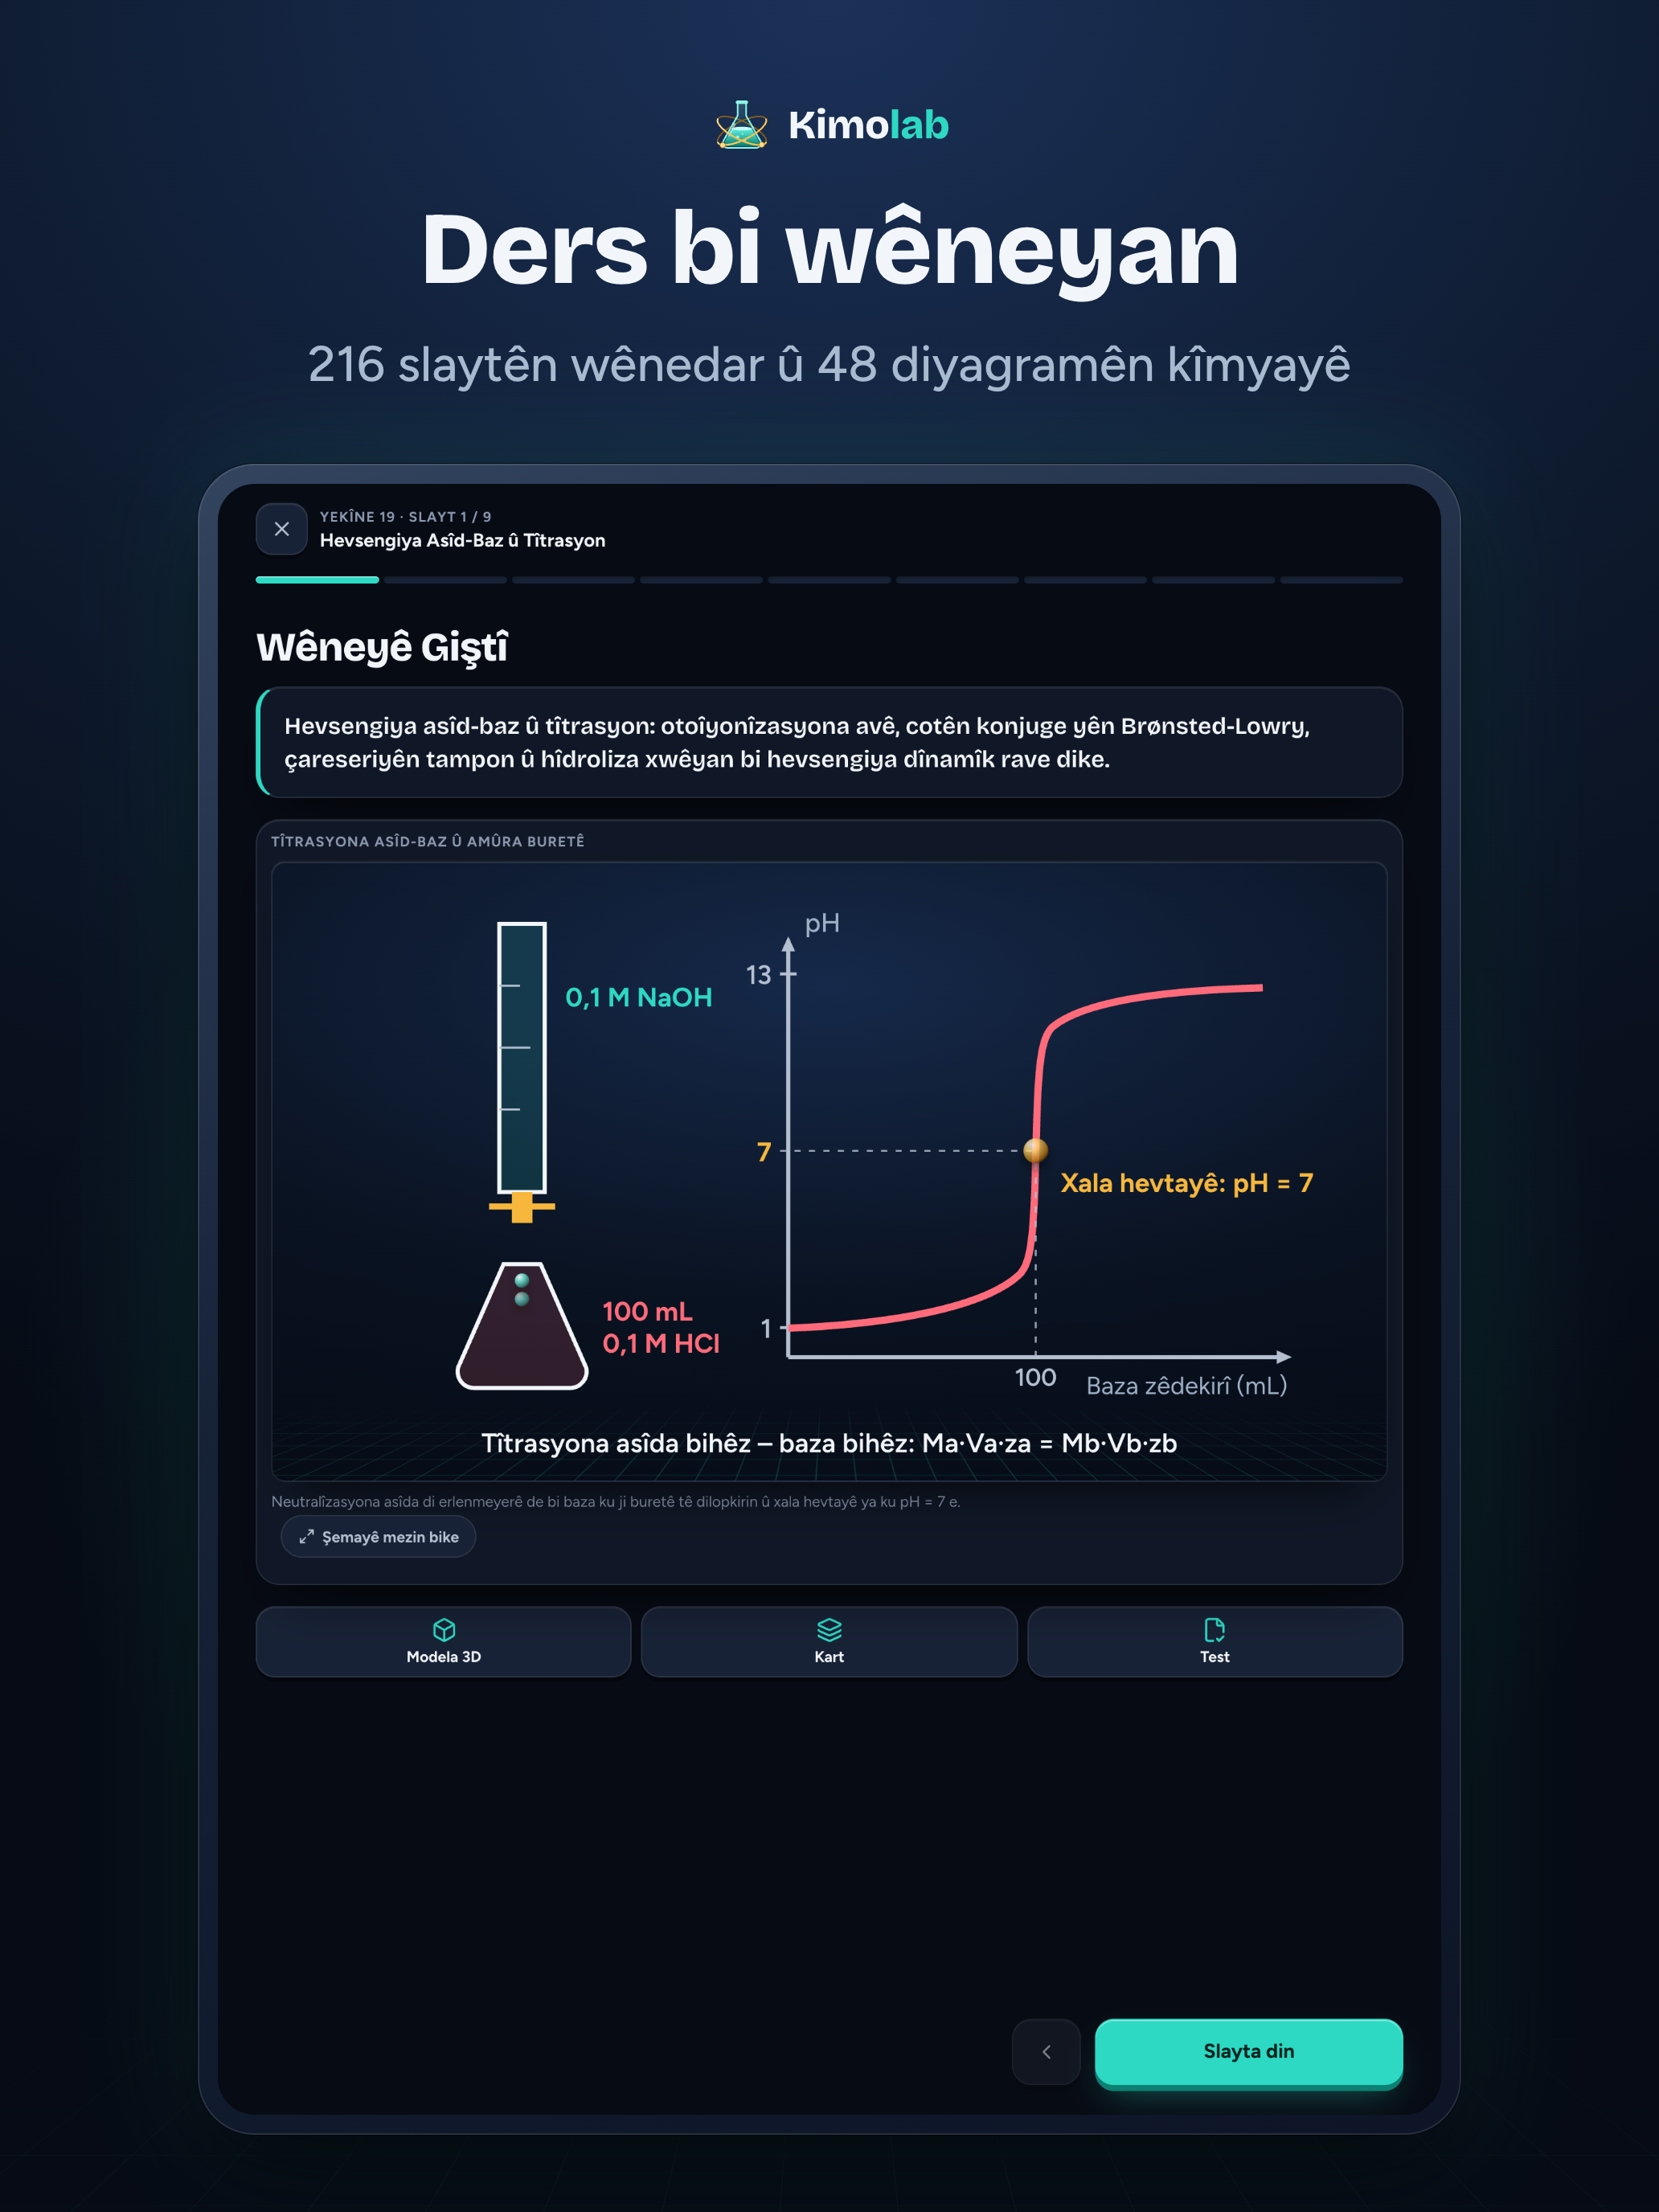 Kimolab
Ders bi wêneyan
216 slaytên wênedar û 48 diyagramên kîmyayê
YEKÎNE 19 · SLAYT 1 / 9
Hevsengiya Asîd-Baz û Tîtrasyon
Wêneyê Giştî
Hevsengiya asîd-baz û tîtrasyon: otoîyonîzasyona avê, cotên konjuge yên Brønsted-Lowry,
çareseriyên tampon û hîdroliza xwêyan bi hevsengiya dînamîk rave dike.
TÎTRASYONA ASÎD-BAZ Û AMÛRA BURETÊ
pH
13
0,1 M NaOH
7
Xala hevtayê: pH = 7
100 mL
0,1 M HCl
1
100
Baza zêdekirî (mL)
Tîtrasyona asîda bihêz – baza bihêz: Ma·Va·za = Mb·Vb·zb
Neutralîzasyona asîda di erlenmeyerê de bi baza ku ji buretê tê dilopkirin û xala hevtayê ya ku pH = 7 e.
Şemayê mezin bike
Modela 3D
Kart
Test
Slayta din